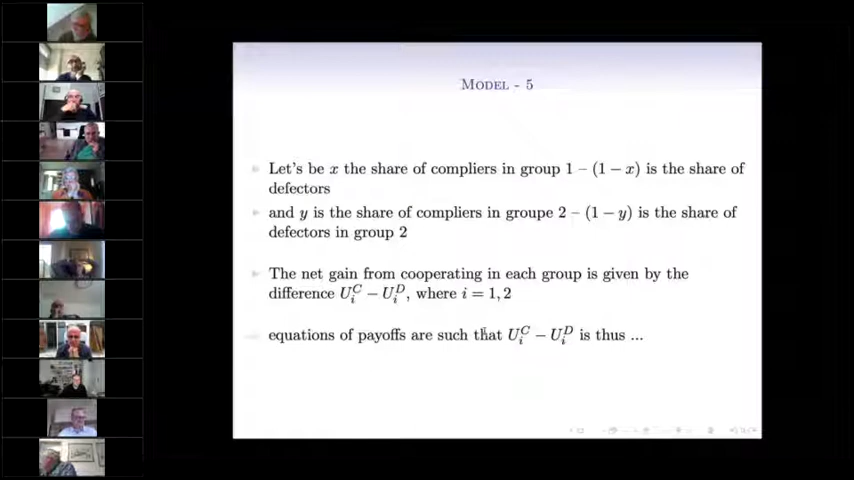 MODEL - 5
Let's be x the share of compliers in group 1 – (1 − x) is the share of
defectors
and y is the share of compliers in groupe 2 – (1 − y) is the share of
defectors in group 2
The net gain from cooperating in each group is given by the
difference U_i^C − U_i^D, where i = 1, 2
equations of payoffs are such that U_i^C − U_i^D is thus ...